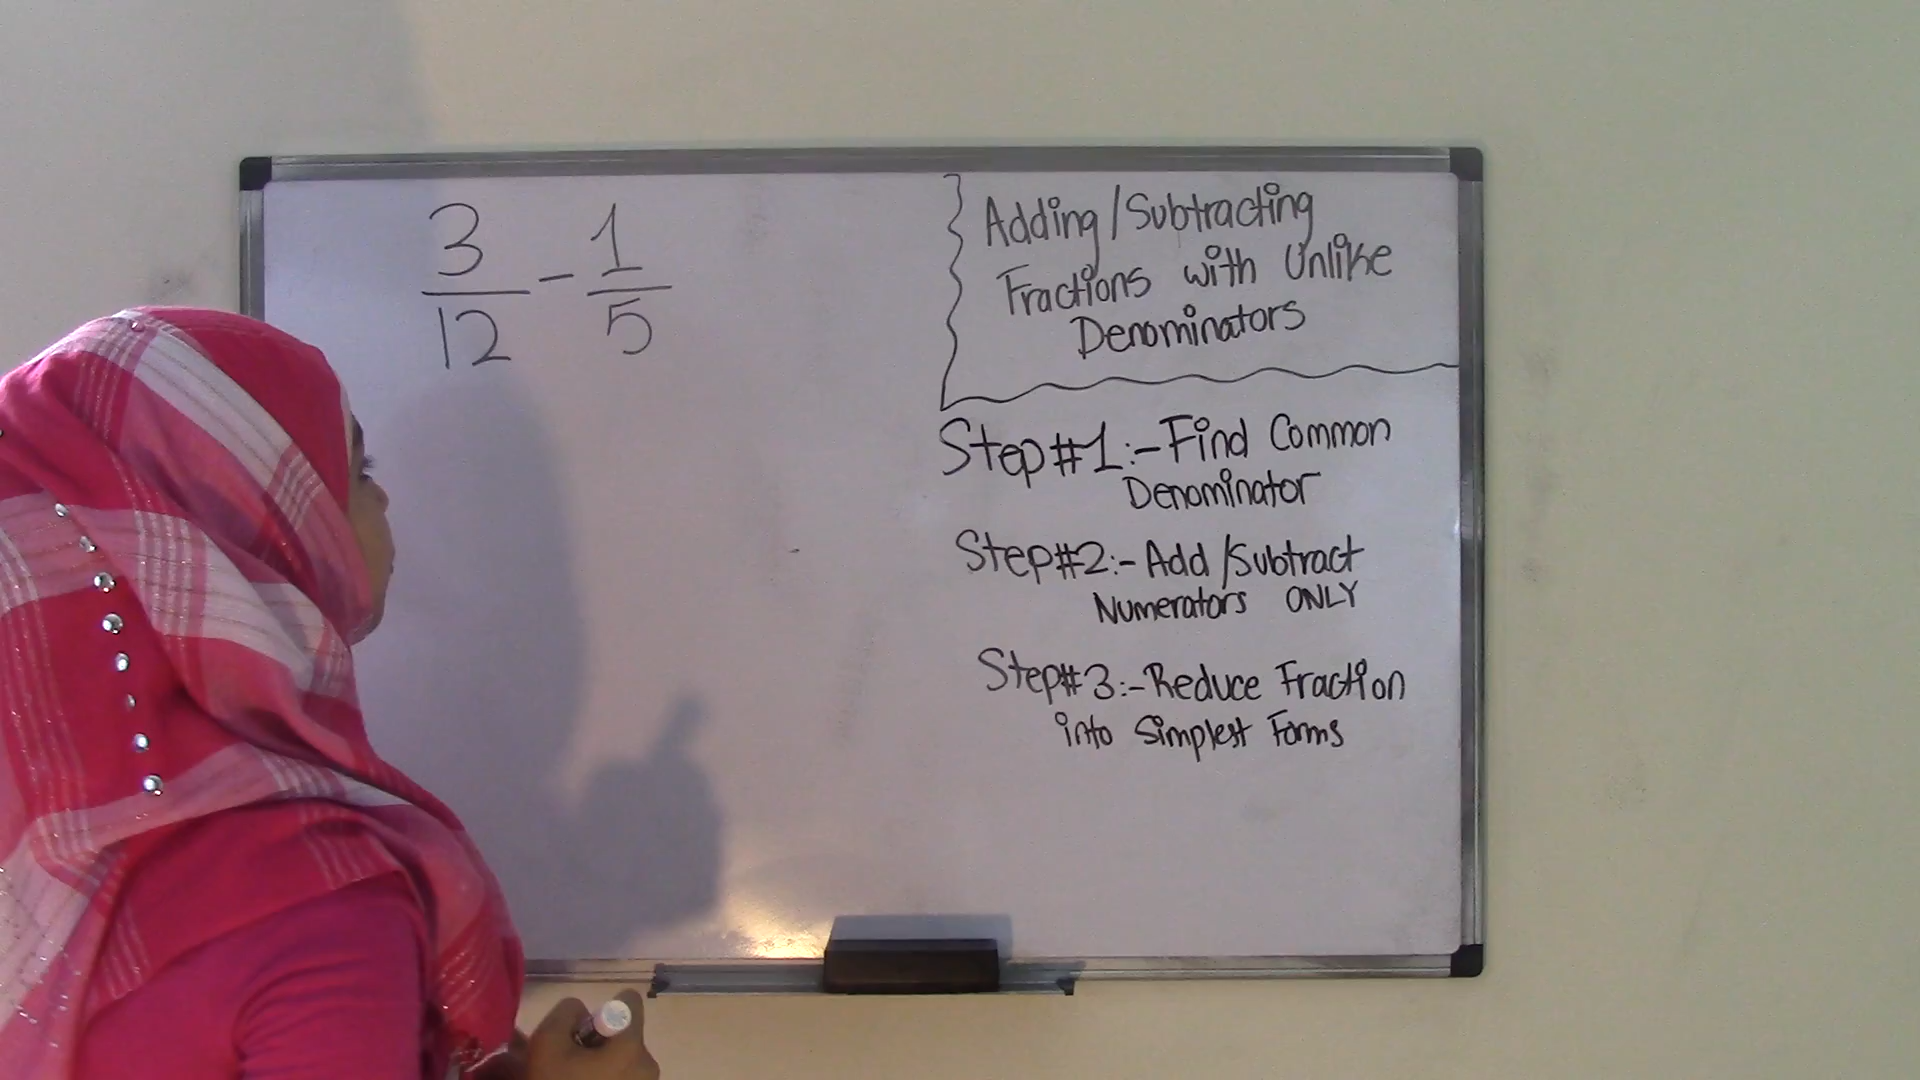 3/12 - 1/5
Adding/Subtracting
Fractions with Unlike
Denominators
Step#1:-Find Common
Denominator
Step#2:-Add/Subtract
Numerators ONLY
Step#3:-Reduce Fraction
into Simplest Forms